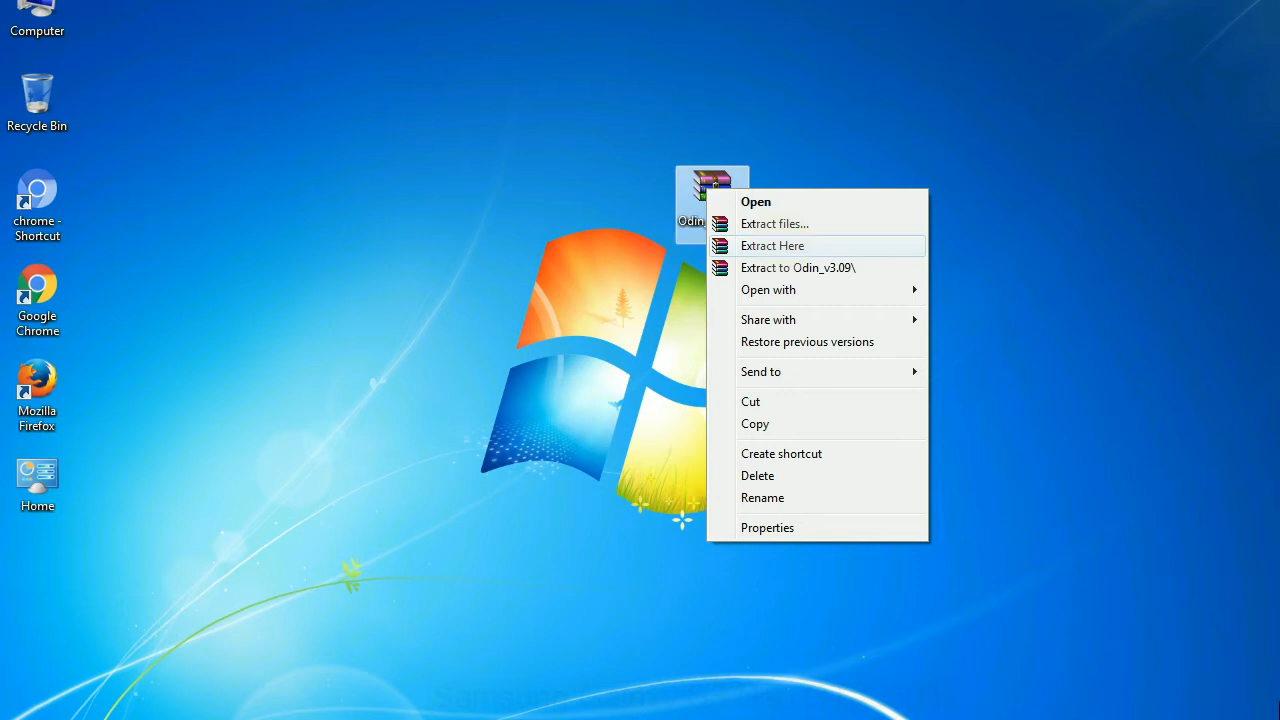 Computer
Recycle Bin
chrome -
Shortcut
Google
Chrome
Mozilla
Firefox
Home
Open
Extract files...
Extract Here
Extract to Odin_v3.09\
Open with
Share with
Restore previous versions
Send to
Cut
Copy
Create shortcut
Delete
Rename
Properties